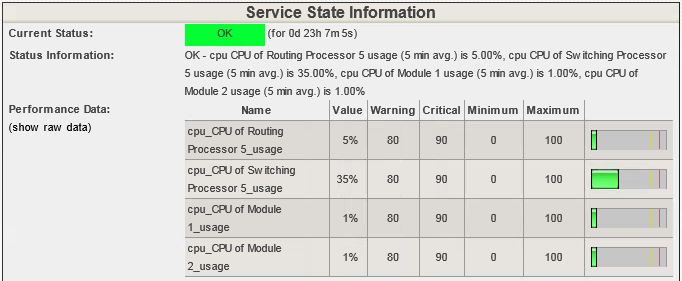 Service State Information
Current Status: OK (for 0d 23h 7m 5s)
Status Information: OK - cpu CPU of Routing Processor 5 usage (5 min avg.) is 5.00%, cpu CPU of Switching Processor
5 usage (5 min avg.) is 35.00%, cpu CPU of Module 1 usage (5 min avg.) is 1.00%, cpu CPU of
Module 2 usage (5 min avg.) is 1.00%
Performance Data: Name Value Warning Critical Minimum Maximum
(show raw data)
cpu_CPU of Routing
Processor 5_usage 5% 80 90 0 100
cpu_CPU of Switching
Processor 5_usage 35% 80 90 0 100
cpu_CPU of Module
1_usage 1% 80 90 0 100
cpu_CPU of Module
2_usage 1% 80 90 0 100